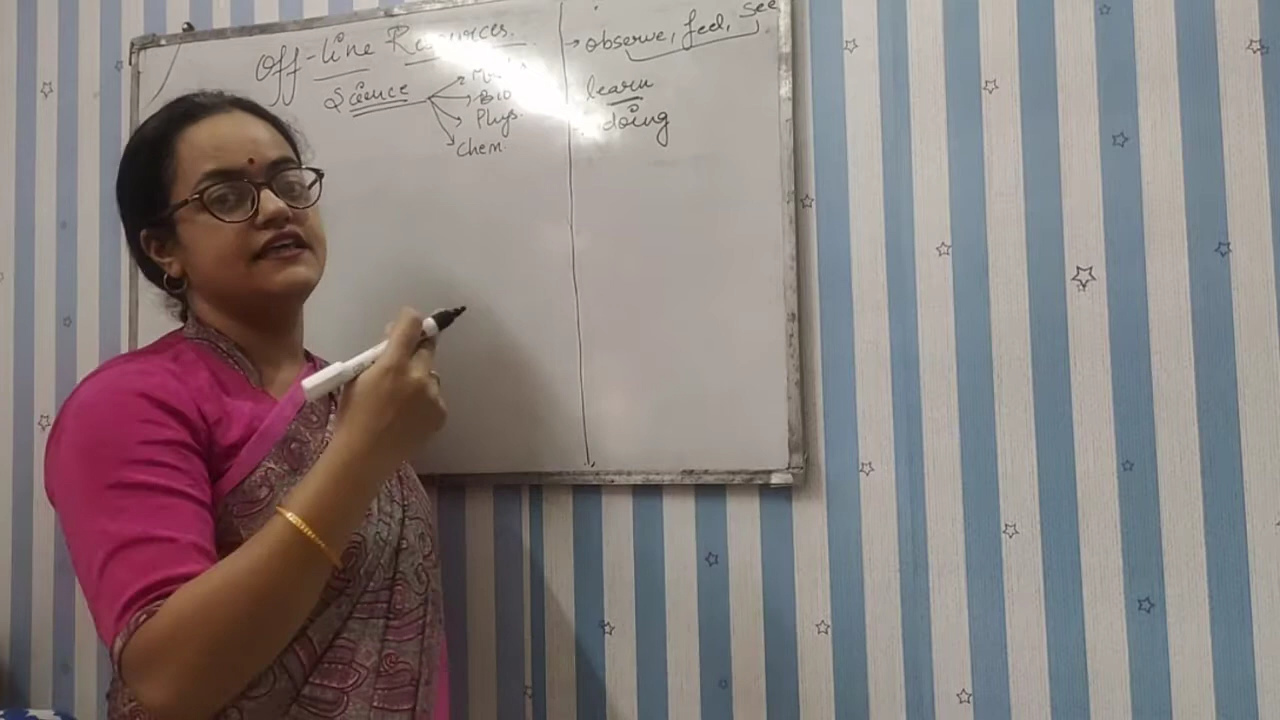 Off-line Resources.
Science
Bio
Phys.
Chem.
→ observe, feel, see
learn
doing